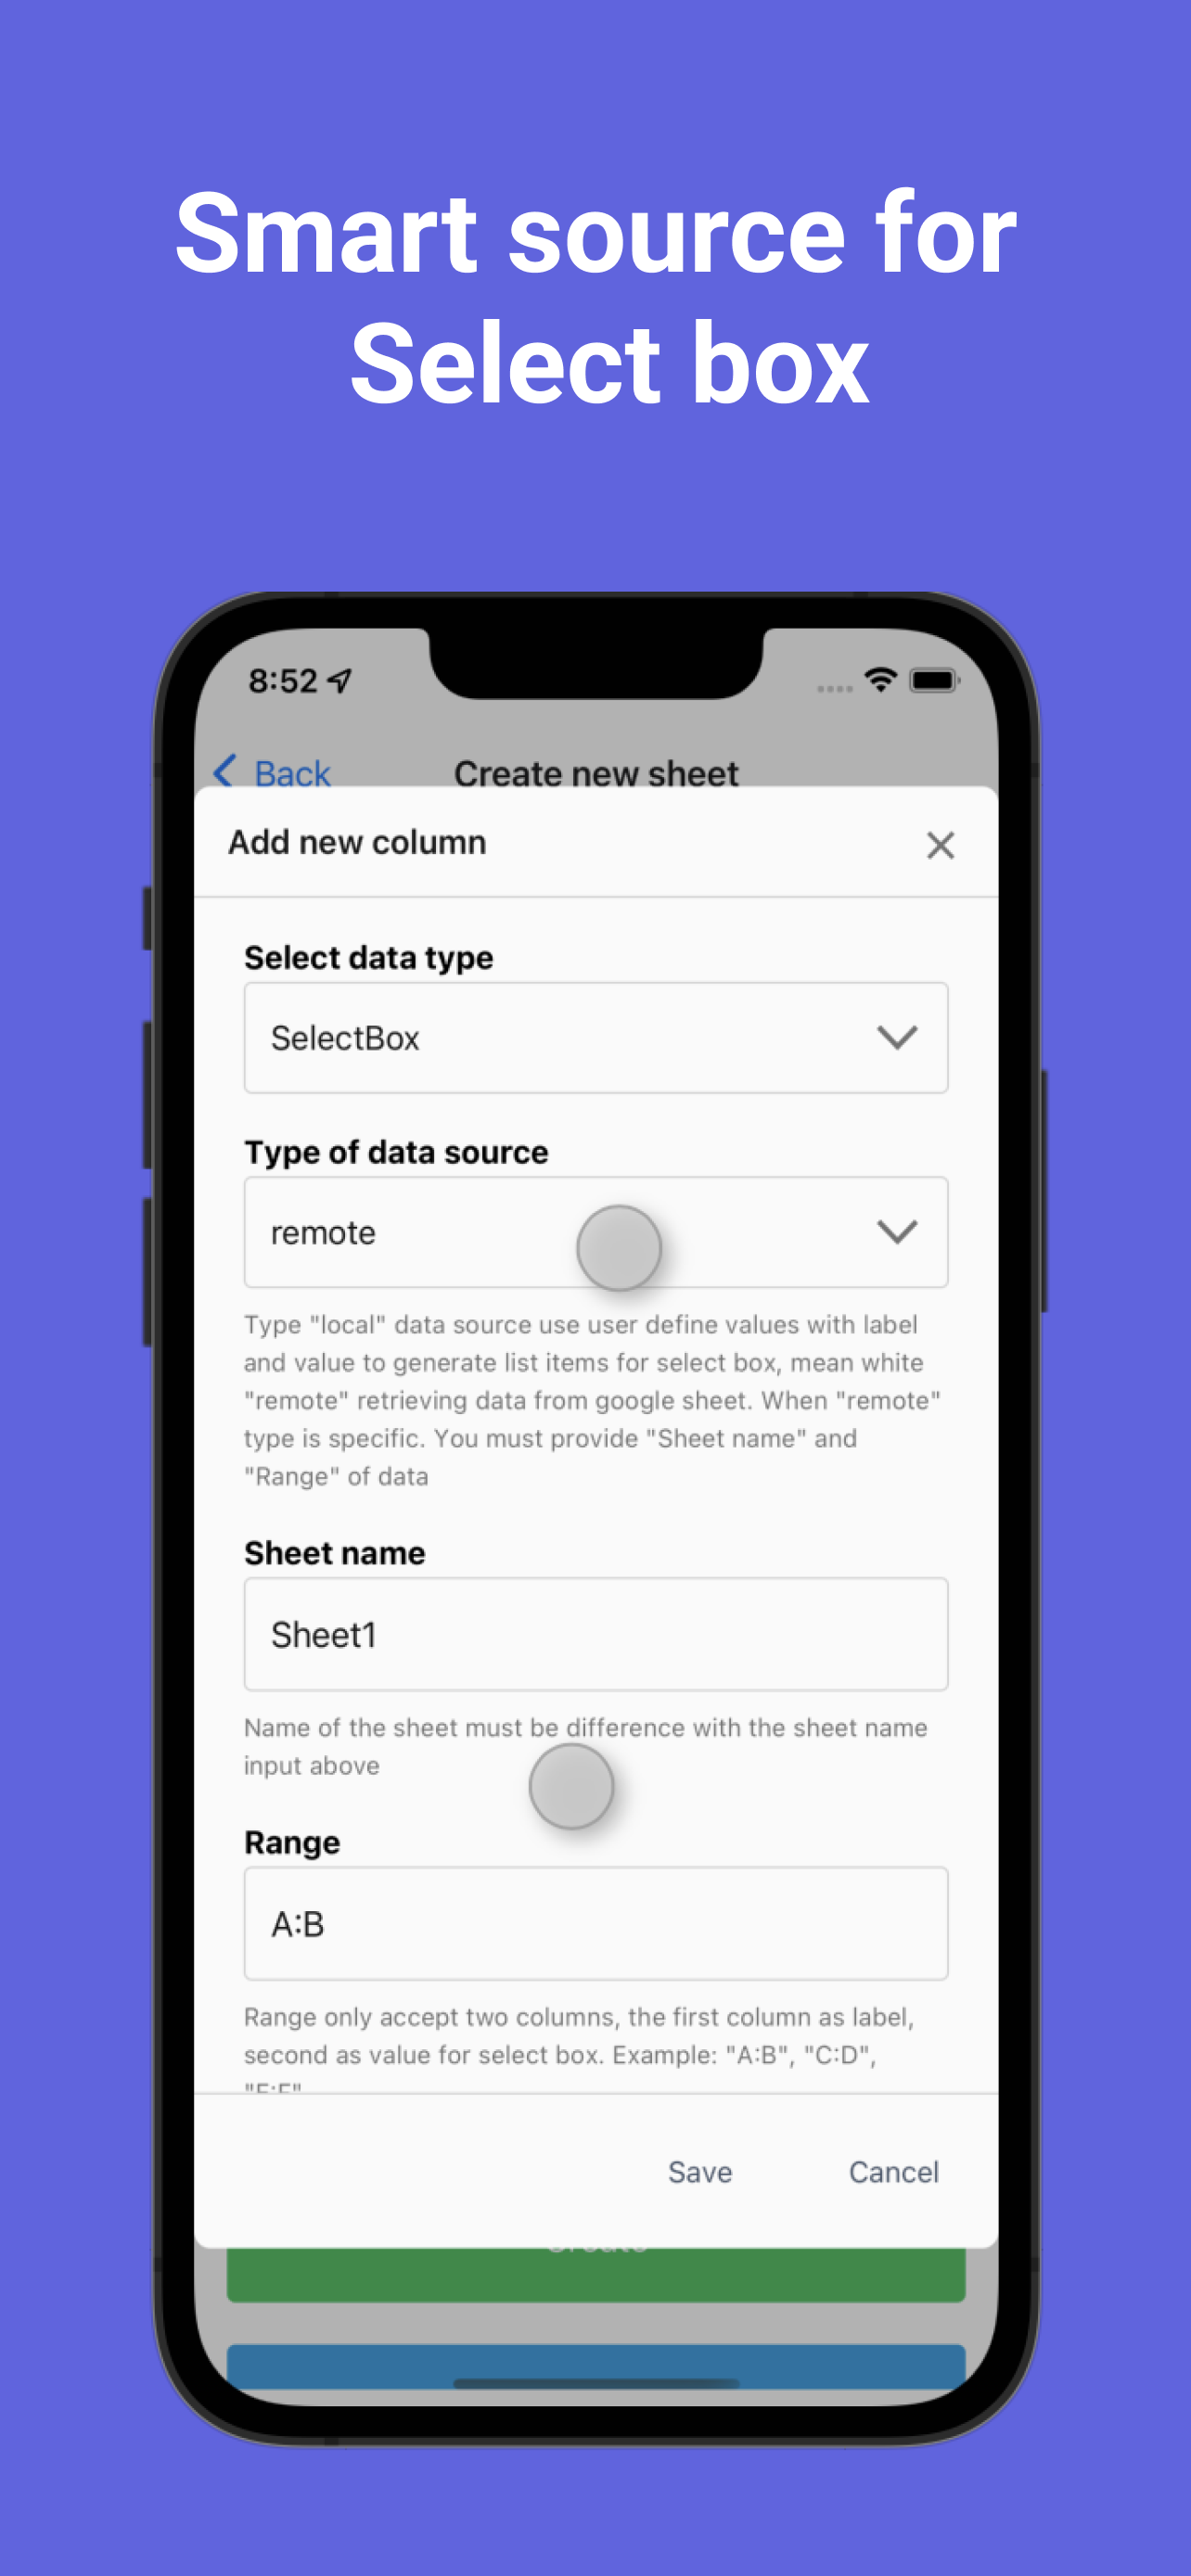 Smart source for
Select box
8:52
Back
Create new sheet
Add new column
Select data type
SelectBox
Type of data source
remote
Type "local" data source use user define values with label
and value to generate list items for select box, mean white
"remote" retrieving data from google sheet. When "remote"
type is specific. You must provide "Sheet name" and
"Range" of data
Sheet name
Sheet1
Name of the sheet must be difference with the sheet name
input above
Range
A:B
Range only accept two columns, the first column as label,
second as value for select box. Example: "A:B", "C:D",
Save
Cancel